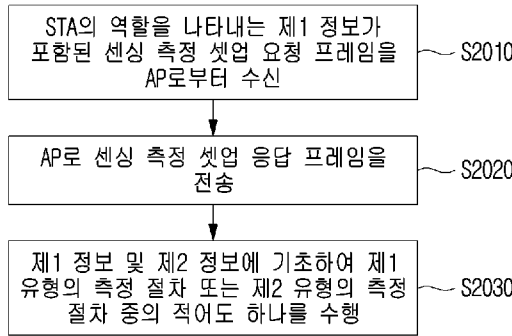 STA의 역할을 나타내는 제1 정보가
포함된 센싱 측정 셋업 요청 프레임을
AP로부터 수신
S2010
AP로 센싱 측정 셋업 응답 프레임을
전송
S2020
제1 정보 및 제2 정보에 기초하여 제1
유형의 측정 절차 또는 제2 유형의 측정
절차 중의 적어도 하나를 수행
S2030